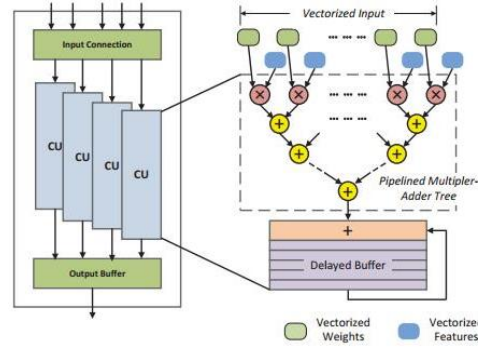 Input Connection
CU
CU
CU
CU
Output Buffer
Vectorized Input
... ...
× × ... ... × ×
+ +
+ +
+
Pipelined Multipler-
Adder Tree
+
Delayed Buffer
Vectorized
Weights
Vectorized
Features